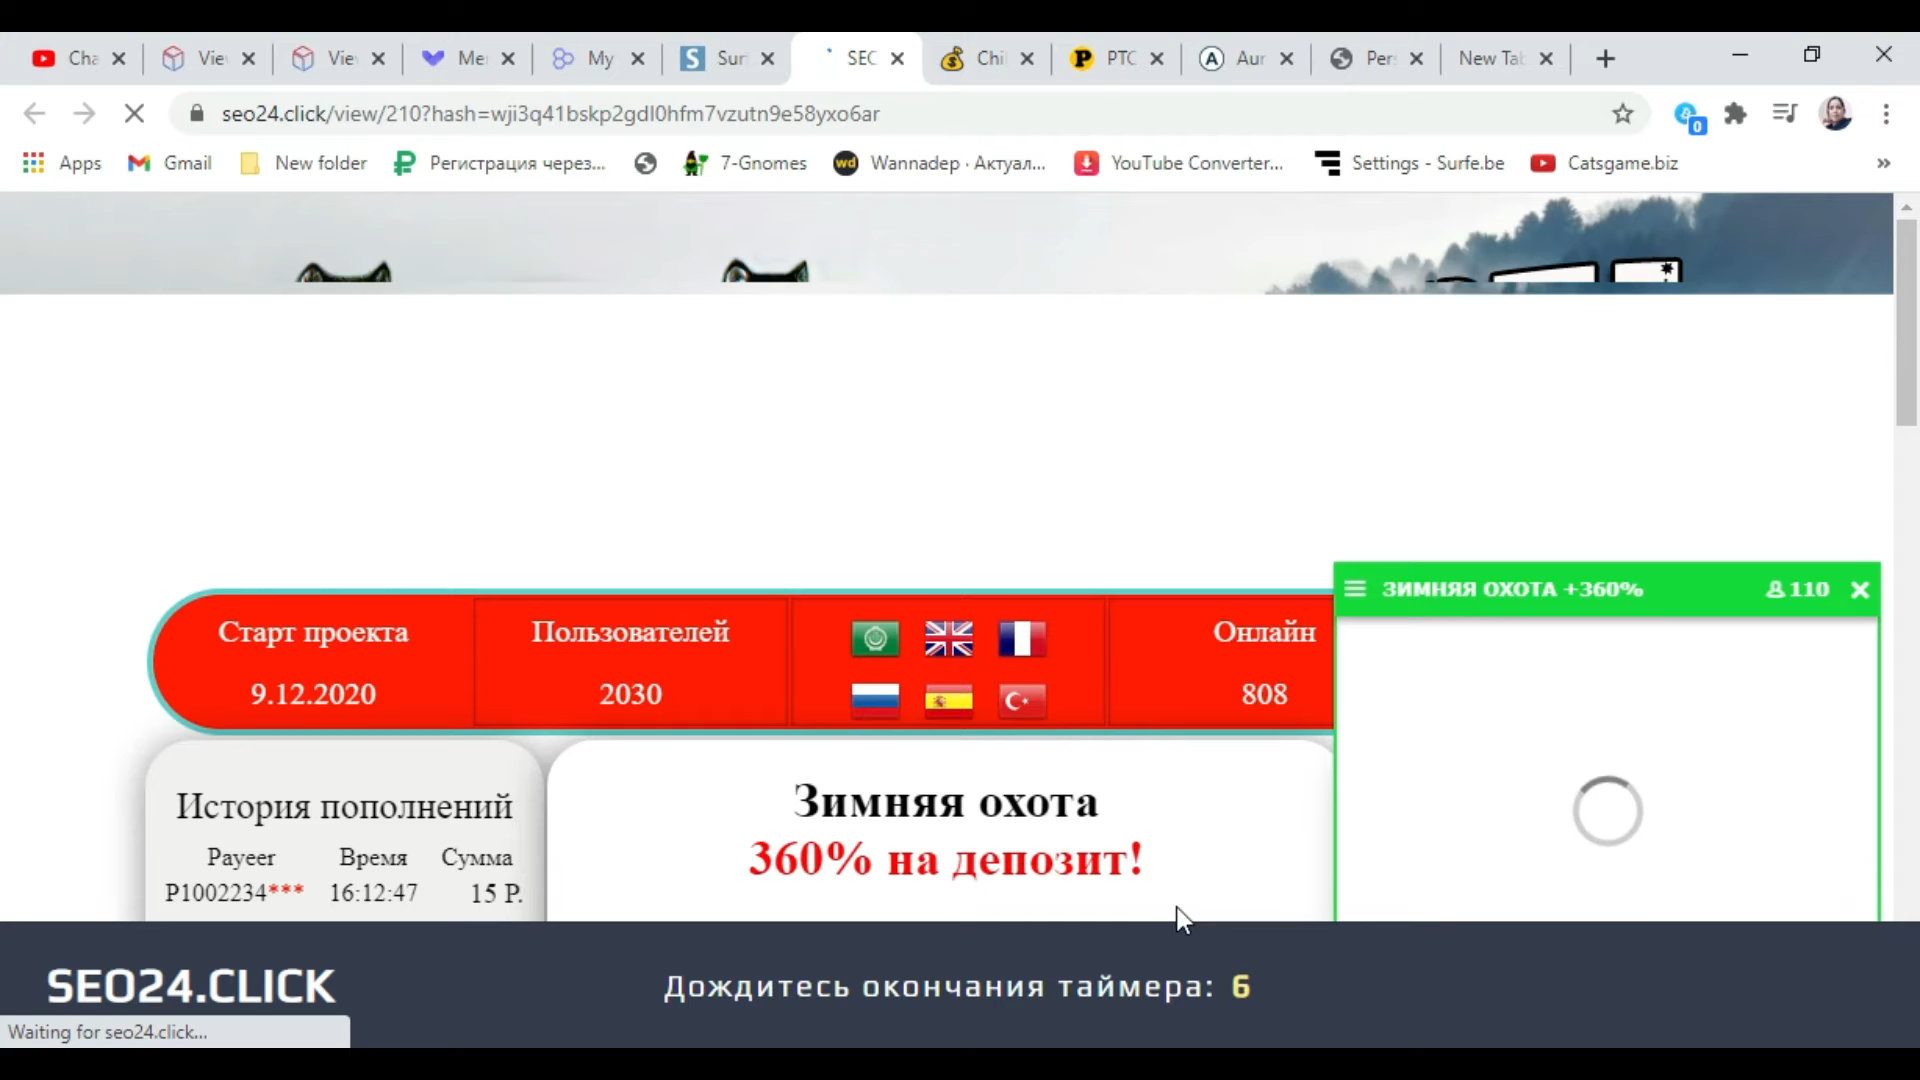 Cha
Vie
Vie
Me
My
Sur
SEO
Chi
PTC
Aur
Per
New Tab
seo24.click/view/210?hash=wji3q41bskp2gdl0hfm7vzutn9e58yxo6ar
0
Apps
Gmail
New folder
Регистрация через...
7-Gnomes
wd
Wannadep · Актуал...
YouTube Converter...
Settings - Surfe.be
Catsgame.biz
»
Старт проекта
9.12.2020
Пользователей
2030
Онлайн
808
ЗИМНЯЯ ОХОТА +360%
110
История пополнений
Payeer Время Сумма
P1002234*** 16:12:47 15 Р.
Зимняя охота
360% на депозит!
SEO24.CLICK
Дождитесь окончания таймера: 6
Waiting for seo24.click...